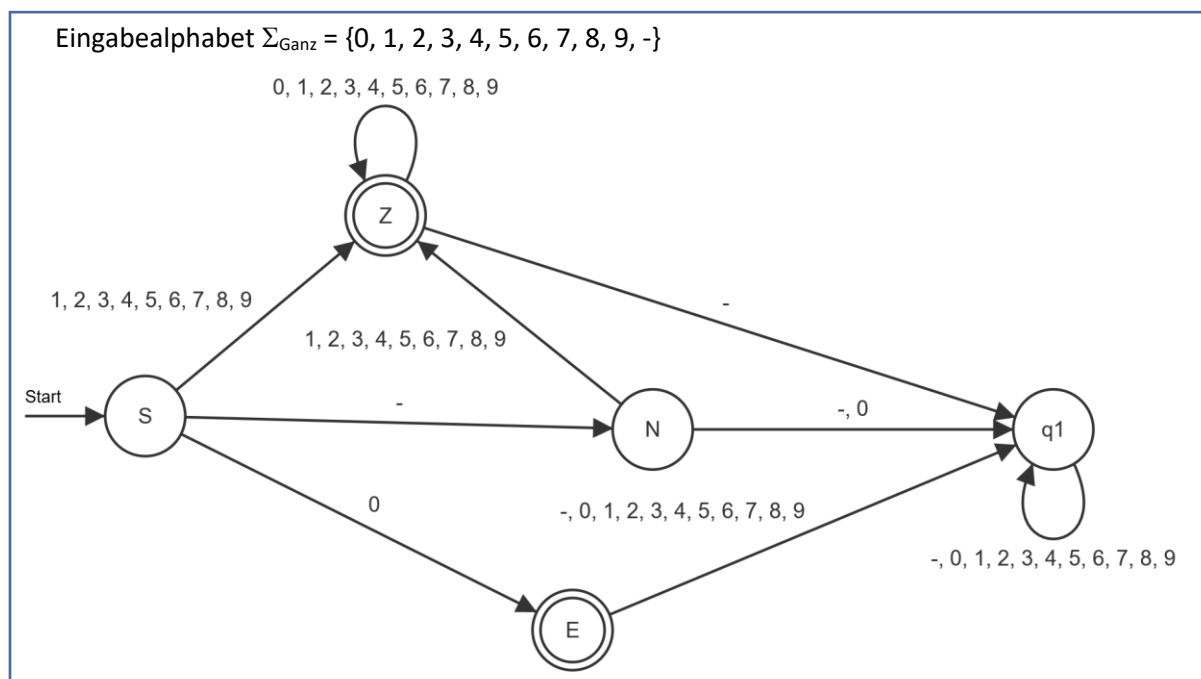 Eingabealphabet Σ_Ganz = {0, 1, 2, 3, 4, 5, 6, 7, 8, 9, -}
0, 1, 2, 3, 4, 5, 6, 7, 8, 9
Z
1, 2, 3, 4, 5, 6, 7, 8, 9
-
1, 2, 3, 4, 5, 6, 7, 8, 9
Start
S
-
N
-, 0
q1
0
-, 0, 1, 2, 3, 4, 5, 6, 7, 8, 9
-, 0, 1, 2, 3, 4, 5, 6, 7, 8, 9
E